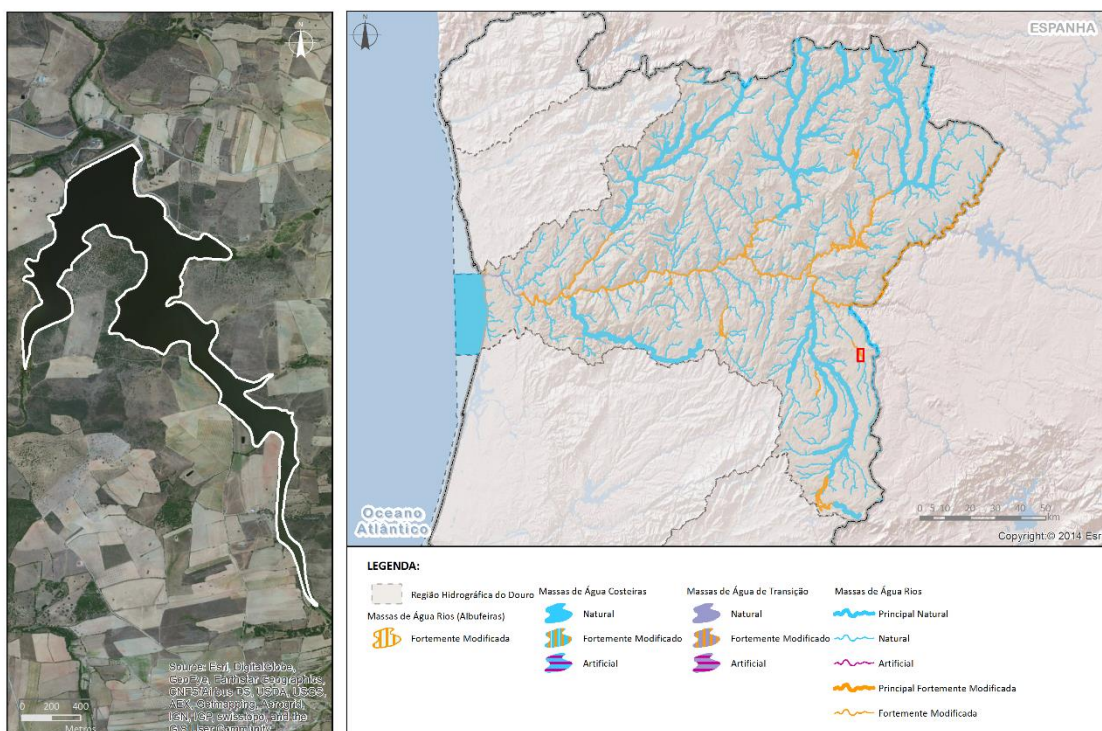 N
N
ESPANHA
Oceano
Atlântico
0 5 10 20 30 40 50
km
Copyright:© 2014 Esri
0 200 400
Metros
Source: Esri, DigitalGlobe,
GeoEye, Earthstar Geographics,
CNES/Airbus DS, USDA, USGS,
AEX, Getmapping, Aerogrid,
IGN, IGP, swisstopo, and the
GIS User Community
LEGENDA:
Região Hidrográfica do Douro
Massas de Água Rios (Albufeiras)
Fortemente Modificada
Massas de Água Costeiras
Natural
Fortemente Modificado
Artificial
Massas de Água de Transição
Natural
Fortemente Modificado
Artificial
Massas de Água Rios
Principal Natural
Natural
Artificial
Principal Fortemente Modificada
Fortemente Modificada